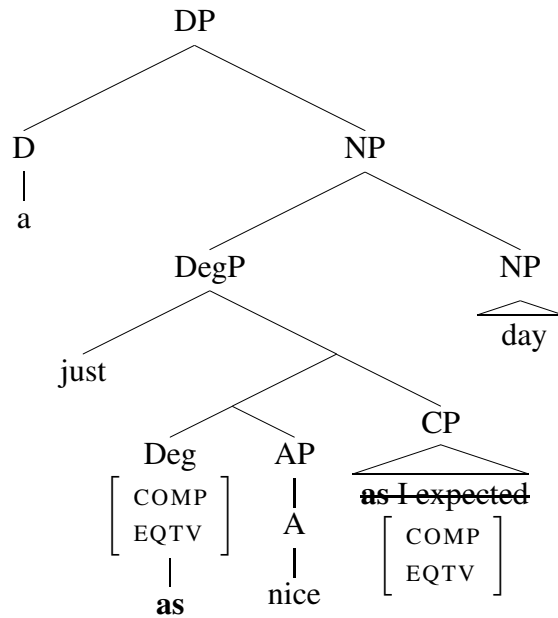 DP
D NP
a
DegP NP
day
just
CP
Deg AP
as I expected
COMP A COMP
EQTV EQTV
as nice